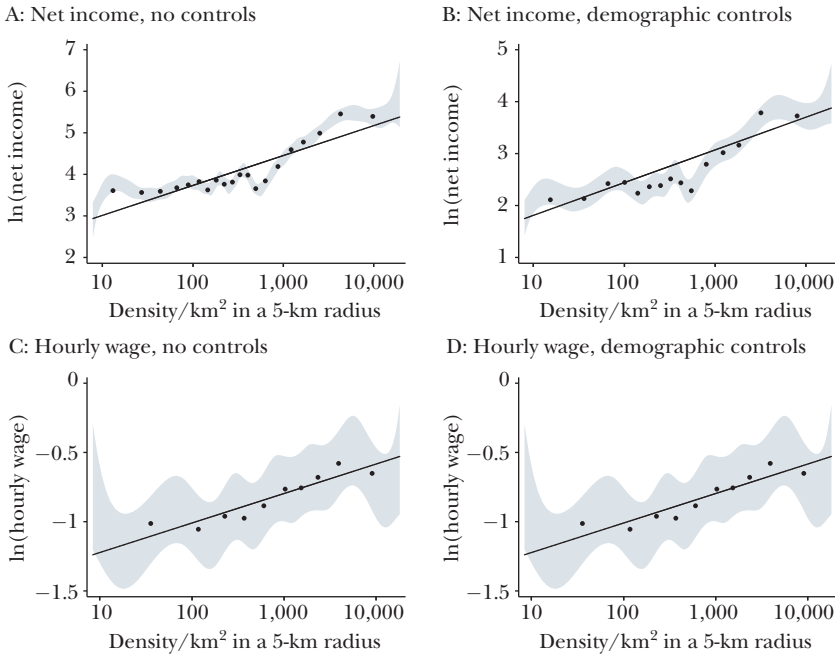 A: Net income, no controls
7
6
5
4
3
2
ln(net income)
10 100 1,000 10,000
Density/km² in a 5-km radius
B: Net income, demographic controls
5
4
3
2
1
ln(net income)
10 100 1,000 10,000
Density/km² in a 5-km radius
C: Hourly wage, no controls
0
−0.5
−1
−1.5
ln(hourly wage)
10 100 1,000 10,000
Density/km² in a 5-km radius
D: Hourly wage, demographic controls
0
−0.5
−1
−1.5
ln(hourly wage)
10 100 1,000 10,000
Density/km² in a 5-km radius